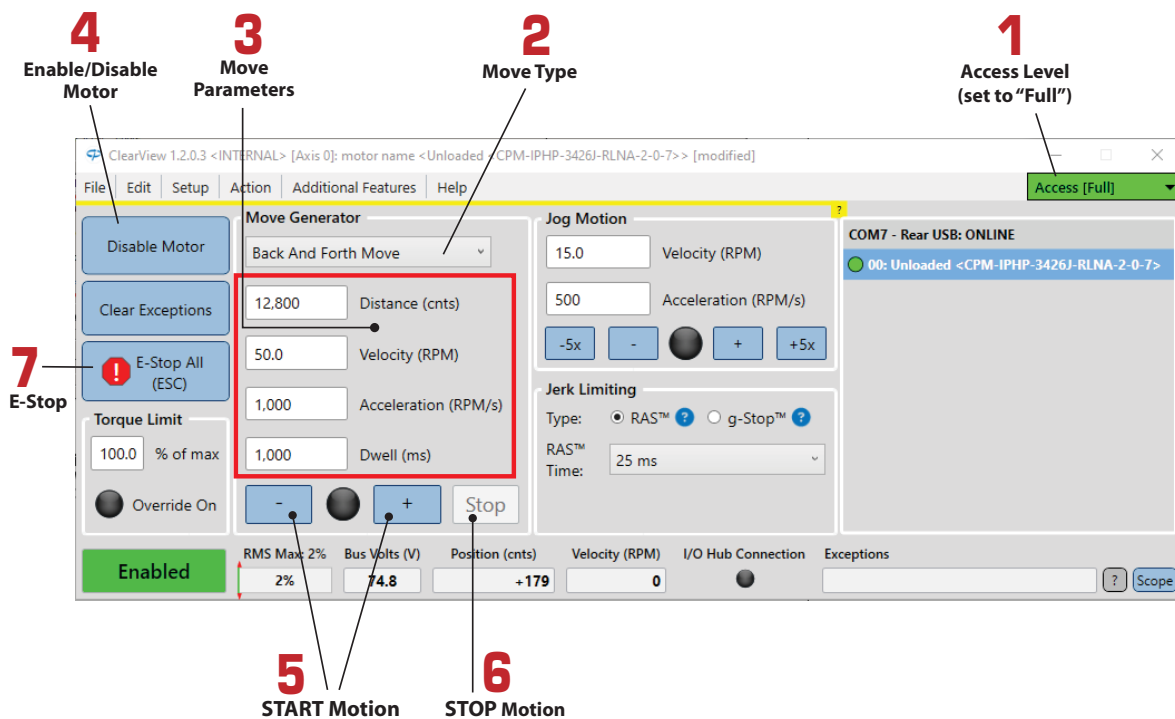 4
Enable/Disable
Motor
3
Move
Parameters
2
Move Type
1
Access Level
(set to “Full”)
ClearView 1.2.0.3 <INTERNAL> [Axis 0]: motor name <Unloaded <CPM-IPHP-3426J-RLNA-2-0-7>> [modified]
File Edit Setup Action Additional Features Help
Access [Full]
?
Disable Motor
Clear Exceptions
E-Stop All
(ESC)
7
E-Stop
Torque Limit
100.0 % of max
Override On
Move Generator
Back And Forth Move
12,800 Distance (cnts)
50.0 Velocity (RPM)
1,000 Acceleration (RPM/s)
1,000 Dwell (ms)
- + Stop
Jog Motion
15.0 Velocity (RPM)
500 Acceleration (RPM/s)
-5x - + +5x
Jerk Limiting
Type: RAS™ ? g-Stop™ ?
RAS™
Time:
25 ms
COM7 - Rear USB: ONLINE
00: Unloaded <CPM-IPHP-3426J-RLNA-2-0-7>
Enabled
RMS Max: 2% Bus Volts (V) Position (cnts) Velocity (RPM) I/O Hub Connection Exceptions
2% 74.8 +179 0 ? Scope
5
START Motion
6
STOP Motion